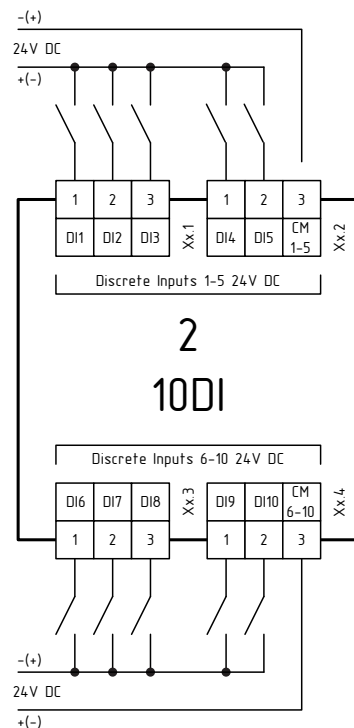 -(+)
24V DC
+(-)
1 2 3 1 2 3
DI1 DI2 DI3 Xx.1 DI4 DI5 CM 1-5 Xx.2
Discrete Inputs 1-5 24V DC
2
10DI
Discrete Inputs 6-10 24V DC
DI6 DI7 DI8 Xx.3 DI9 DI10 CM 6-10 Xx.4
1 2 3 1 2 3
-(+)
24V DC
+(-)